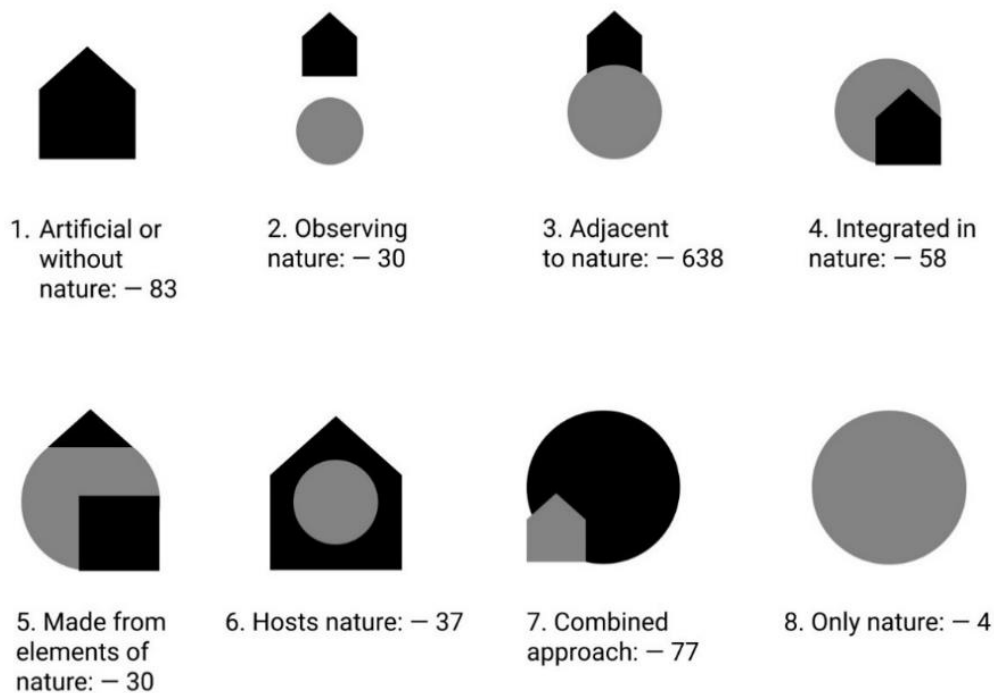 1. Artificial or
without
nature: — 83
2. Observing
nature: — 30
3. Adjacent
to nature: — 638
4. Integrated in
nature: — 58
5. Made from
elements of
nature: — 30
6. Hosts nature: — 37
7. Combined
approach: — 77
8. Only nature: — 4